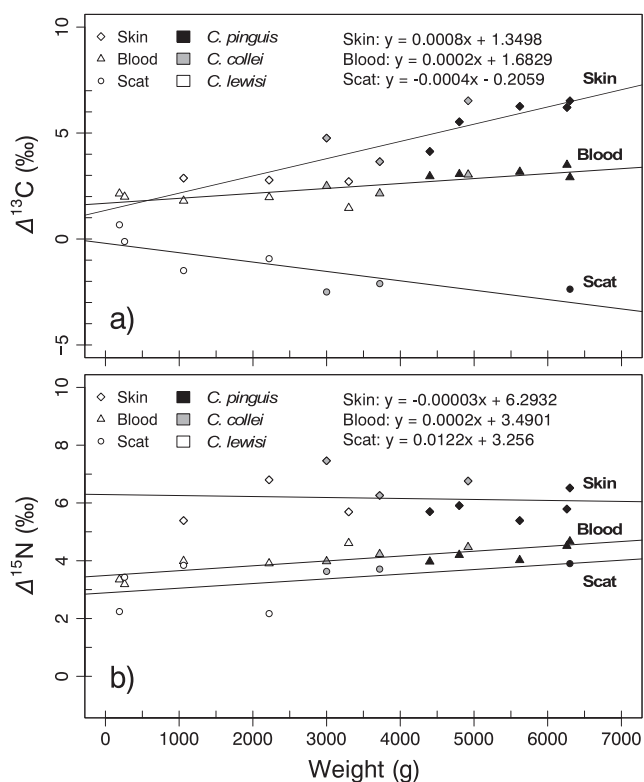 10
Skin C. pinguis Skin: y = 0.0008x + 1.3498
Blood C. collei Blood: y = 0.0002x + 1.6829
Scat C. lewisi Scat: y = -0.0004x - 0.2059
Skin
5
Blood
Δ13C (‰)
0
Scat
a)
−5
10
Skin C. pinguis Skin: y = -0.00003x + 6.2932
Blood C. collei Blood: y = 0.0002x + 3.4901
Scat C. lewisi Scat: y = 0.0122x + 3.256
8
Skin
6
Δ15N (‰)
Blood
4
Scat
2
0
b)
0 1000 2000 3000 4000 5000 6000 7000
Weight (g)